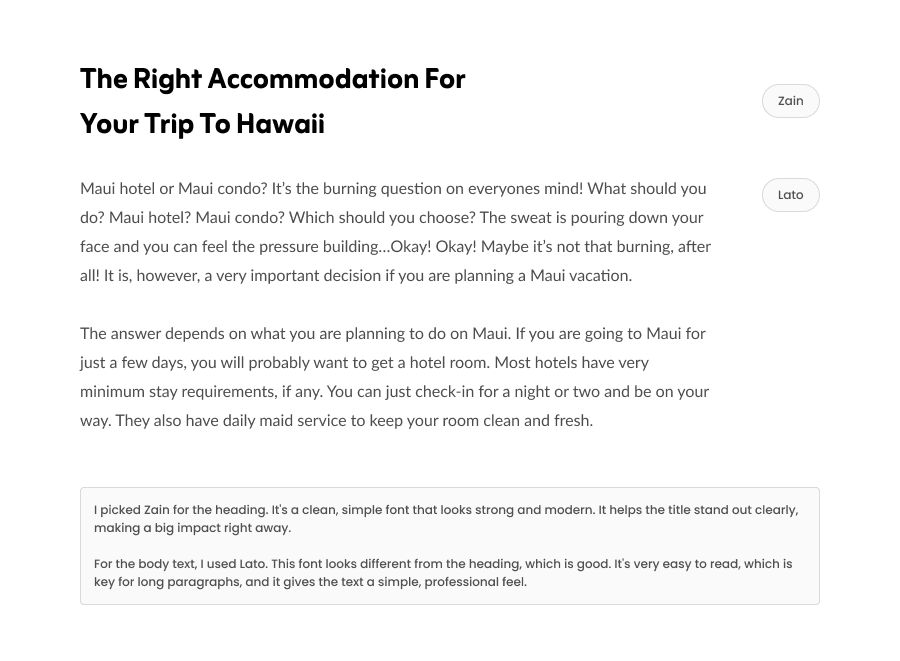 The Right Accommodation For
Your Trip To Hawaii
Zain
Maui hotel or Maui condo? It’s the burning question on everyones mind! What should you
do? Maui hotel? Maui condo? Which should you choose? The sweat is pouring down your
face and you can feel the pressure building…Okay! Okay! Maybe it’s not that burning, after
all! It is, however, a very important decision if you are planning a Maui vacation.
Lato
The answer depends on what you are planning to do on Maui. If you are going to Maui for
just a few days, you will probably want to get a hotel room. Most hotels have very
minimum stay requirements, if any. You can just check-in for a night or two and be on your
way. They also have daily maid service to keep your room clean and fresh.
I picked Zain for the heading. It's a clean, simple font that looks strong and modern. It helps the title stand out clearly,
making a big impact right away.
For the body text, I used Lato. This font looks different from the heading, which is good. It's very easy to read, which is
key for long paragraphs, and it gives the text a simple, professional feel.